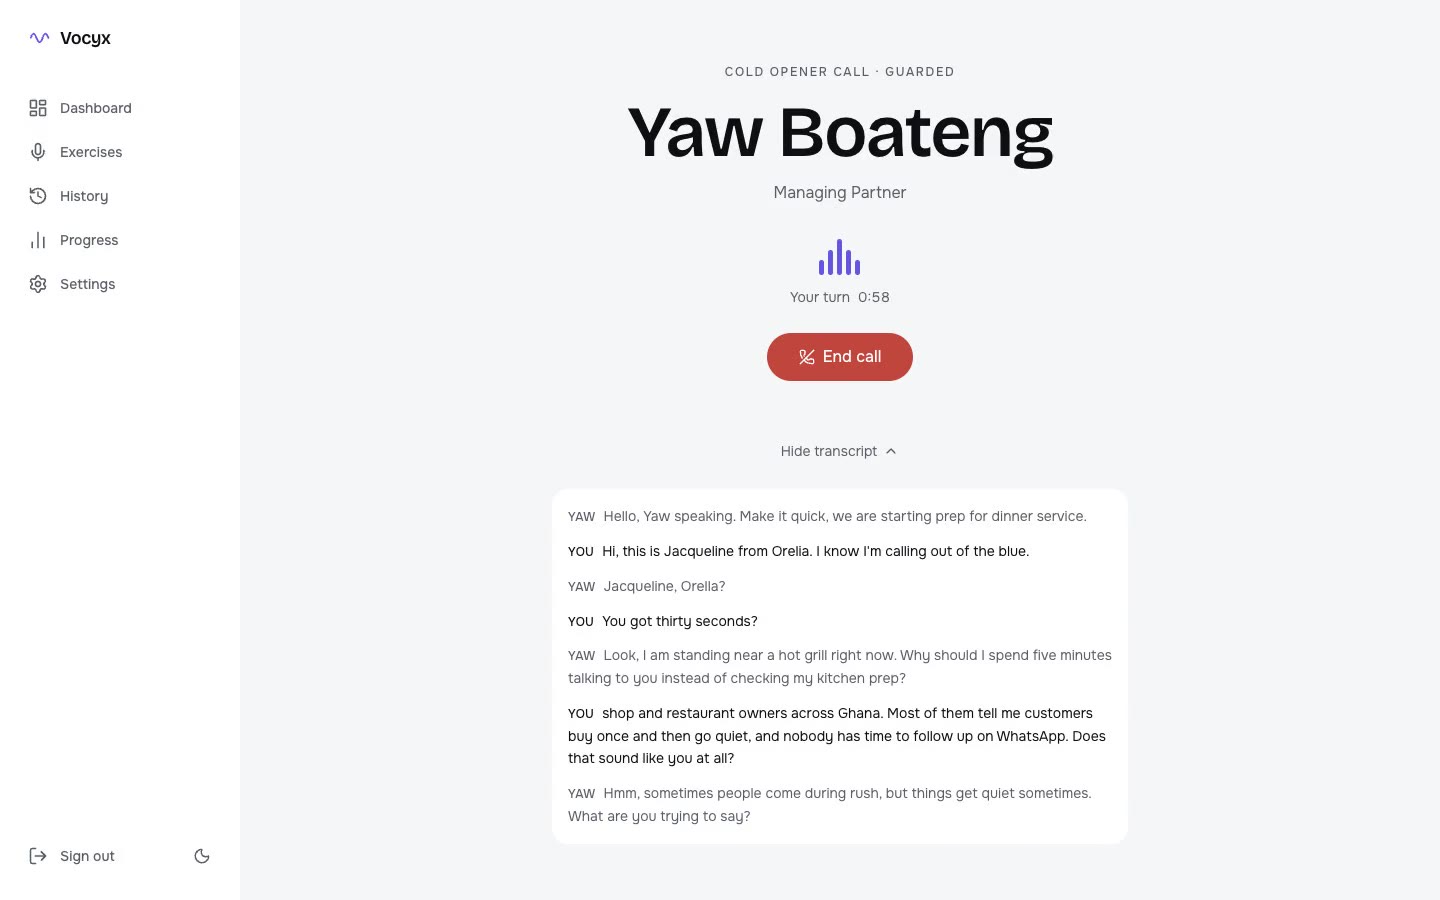 Vocyx
Dashboard
Exercises
History
Progress
Settings
Sign out
COLD OPENER CALL · GUARDED
Yaw Boateng
Managing Partner
Your turn 0:58
End call
Hide transcript
YAW Hello, Yaw speaking. Make it quick, we are starting prep for dinner service.
YOU Hi, this is Jacqueline from Orelia. I know I'm calling out of the blue.
YAW Jacqueline, Orella?
YOU You got thirty seconds?
YAW Look, I am standing near a hot grill right now. Why should I spend five minutes
talking to you instead of checking my kitchen prep?
YOU shop and restaurant owners across Ghana. Most of them tell me customers
buy once and then go quiet, and nobody has time to follow up on WhatsApp. Does
that sound like you at all?
YAW Hmm, sometimes people come during rush, but things get quiet sometimes.
What are you trying to say?